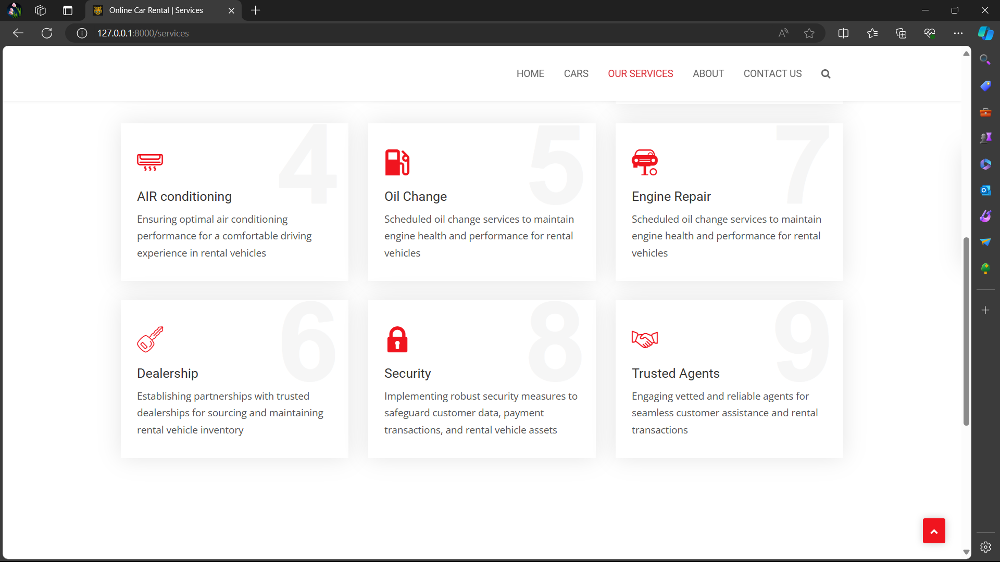 Online Car Rental | Services
127.0.0.1:8000/services
HOME CARS OUR SERVICES ABOUT CONTACT US
4
AIR conditioning
Ensuring optimal air conditioning
performance for a comfortable driving
experience in rental vehicles
5
Oil Change
Scheduled oil change services to maintain
engine health and performance for rental
vehicles
7
Engine Repair
Scheduled oil change services to maintain
engine health and performance for rental
vehicles
6
Dealership
Establishing partnerships with trusted
dealerships for sourcing and maintaining
rental vehicle inventory
8
Security
Implementing robust security measures to
safeguard customer data, payment
transactions, and rental vehicle assets
9
Trusted Agents
Engaging vetted and reliable agents for
seamless customer assistance and rental
transactions